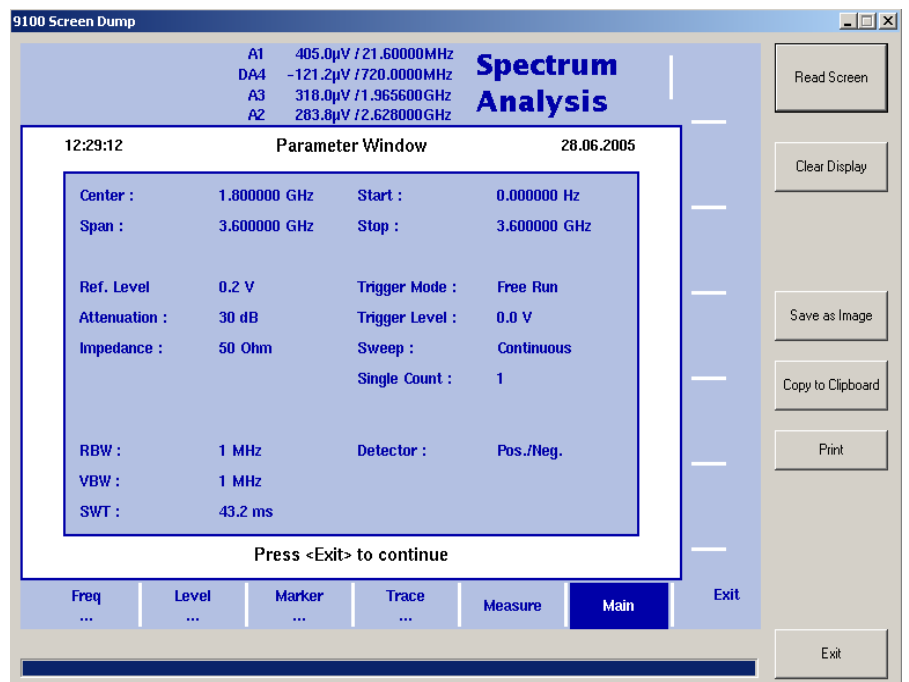 9100 Screen Dump
A1 405.0µV / 21.60000MHz
DA4 -121.2µV / 720.0000MHz
A3 318.0µV / 1.965600GHz
A2 283.8µV / 2.628000GHz
Spectrum
Analysis
12:29:12 Parameter Window 28.06.2005
Center : 1.800000 GHz Start : 0.000000 Hz
Span : 3.600000 GHz Stop : 3.600000 GHz
Ref. Level 0.2 V Trigger Mode : Free Run
Attenuation : 30 dB Trigger Level : 0.0 V
Impedance : 50 Ohm Sweep : Continuous
Single Count : 1
RBW : 1 MHz Detector : Pos./Neg.
VBW : 1 MHz
SWT : 43.2 ms
Press <Exit> to continue
Freq ... Level ... Marker ... Trace ... Measure Main Exit
Read Screen
Clear Display
Save as Image
Copy to Clipboard
Print
Exit